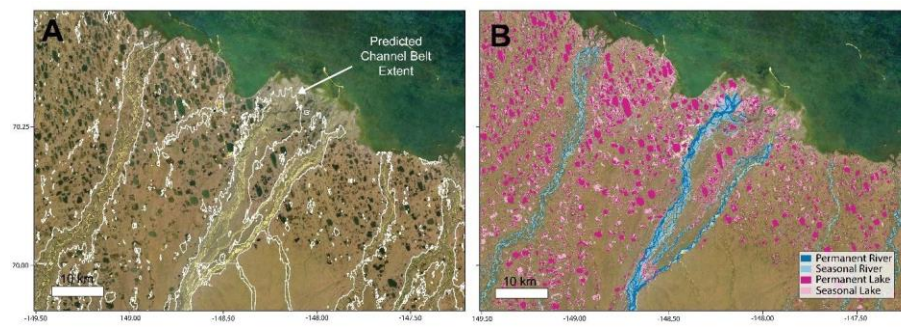 A
Predicted
Channel Belt
Extent
70.25
70.00
10 km
-149.50
-149.00
-148.50
-148.00
-147.50
B
10 km
Permanent River
Seasonal River
Permanent Lake
Seasonal Lake
-149.50
-149.00
-148.50
-148.00
-147.50